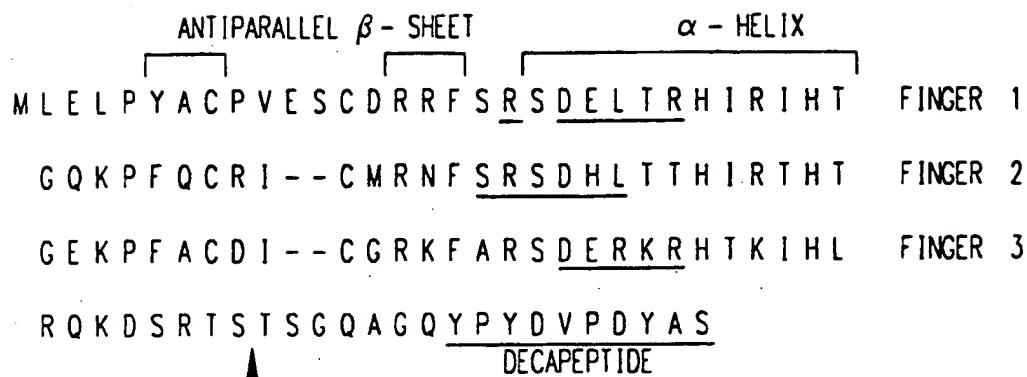 ANTIPARALLEL β - SHEET α - HELIX
M L E L P Y A C P V E S C D R R F S R S D E L T R H I R I H T FINGER 1
G Q K P F Q C R I - - C M R N F S R S D H L T T H I R T H T FINGER 2
G E K P F A C D I - - C G R K F A R S D E R K R H T K I H L FINGER 3
R Q K D S R T S T S G Q A G Q Y P Y D V P D Y A S
DECAPEPTIDE